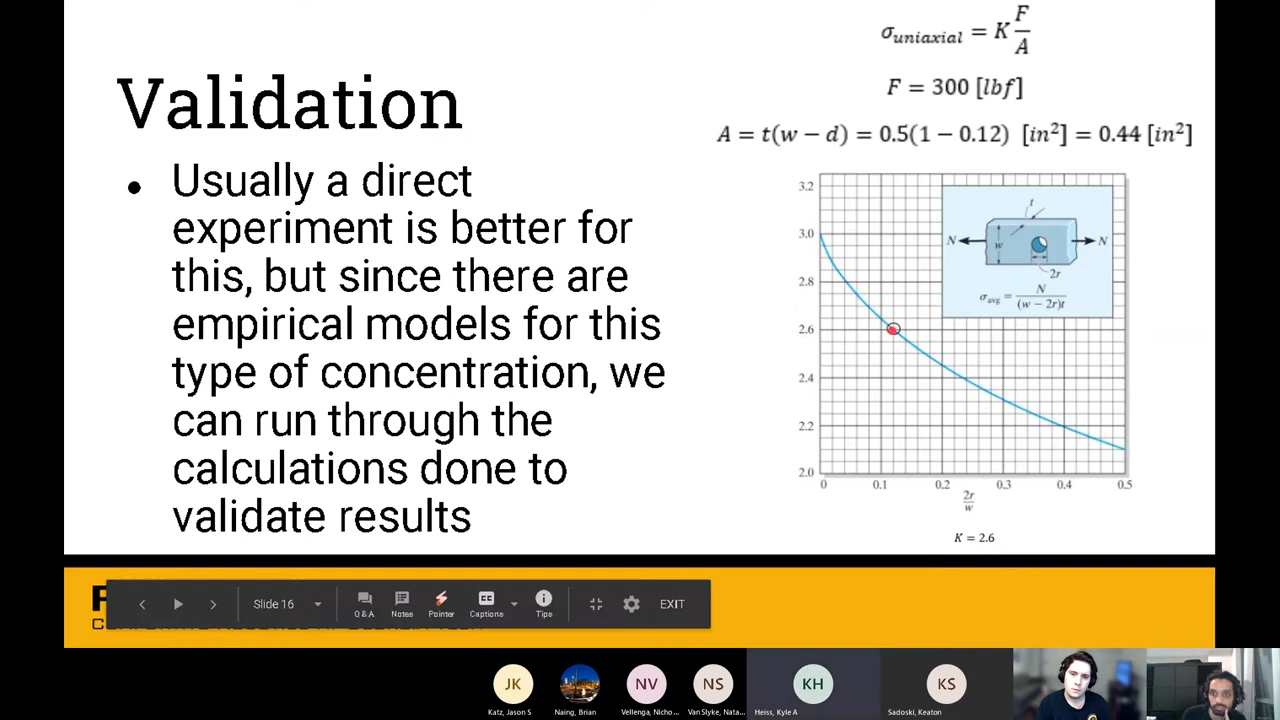 Validation
● Usually a direct
experiment is better for
this, but since there are
empirical models for this
type of concentration, we
can run through the
calculations done to
validate results
σ_uniaxial = K F/A
F = 300 [lbf]
A = t(w − d) = 0.5(1 − 0.12) [in²] = 0.44 [in²]
3.2
3.0
2.8
2.6
2.4
2.2
2.0
0 0.1 0.2 0.3 0.4 0.5
2r/w
t
N w N
2r
σ_avg = N/(w − 2r)t
K = 2.6
Slide 16
Q & A
Notes
Pointer
Captions
Tips
EXIT
JK
NV
NS
KH
KS
Katz, Jason S
Naing, Brian
Vellenga, Nicho ...
Van Slyke, Nata...
Heiss, Kyle A
Sadoski, Keaton